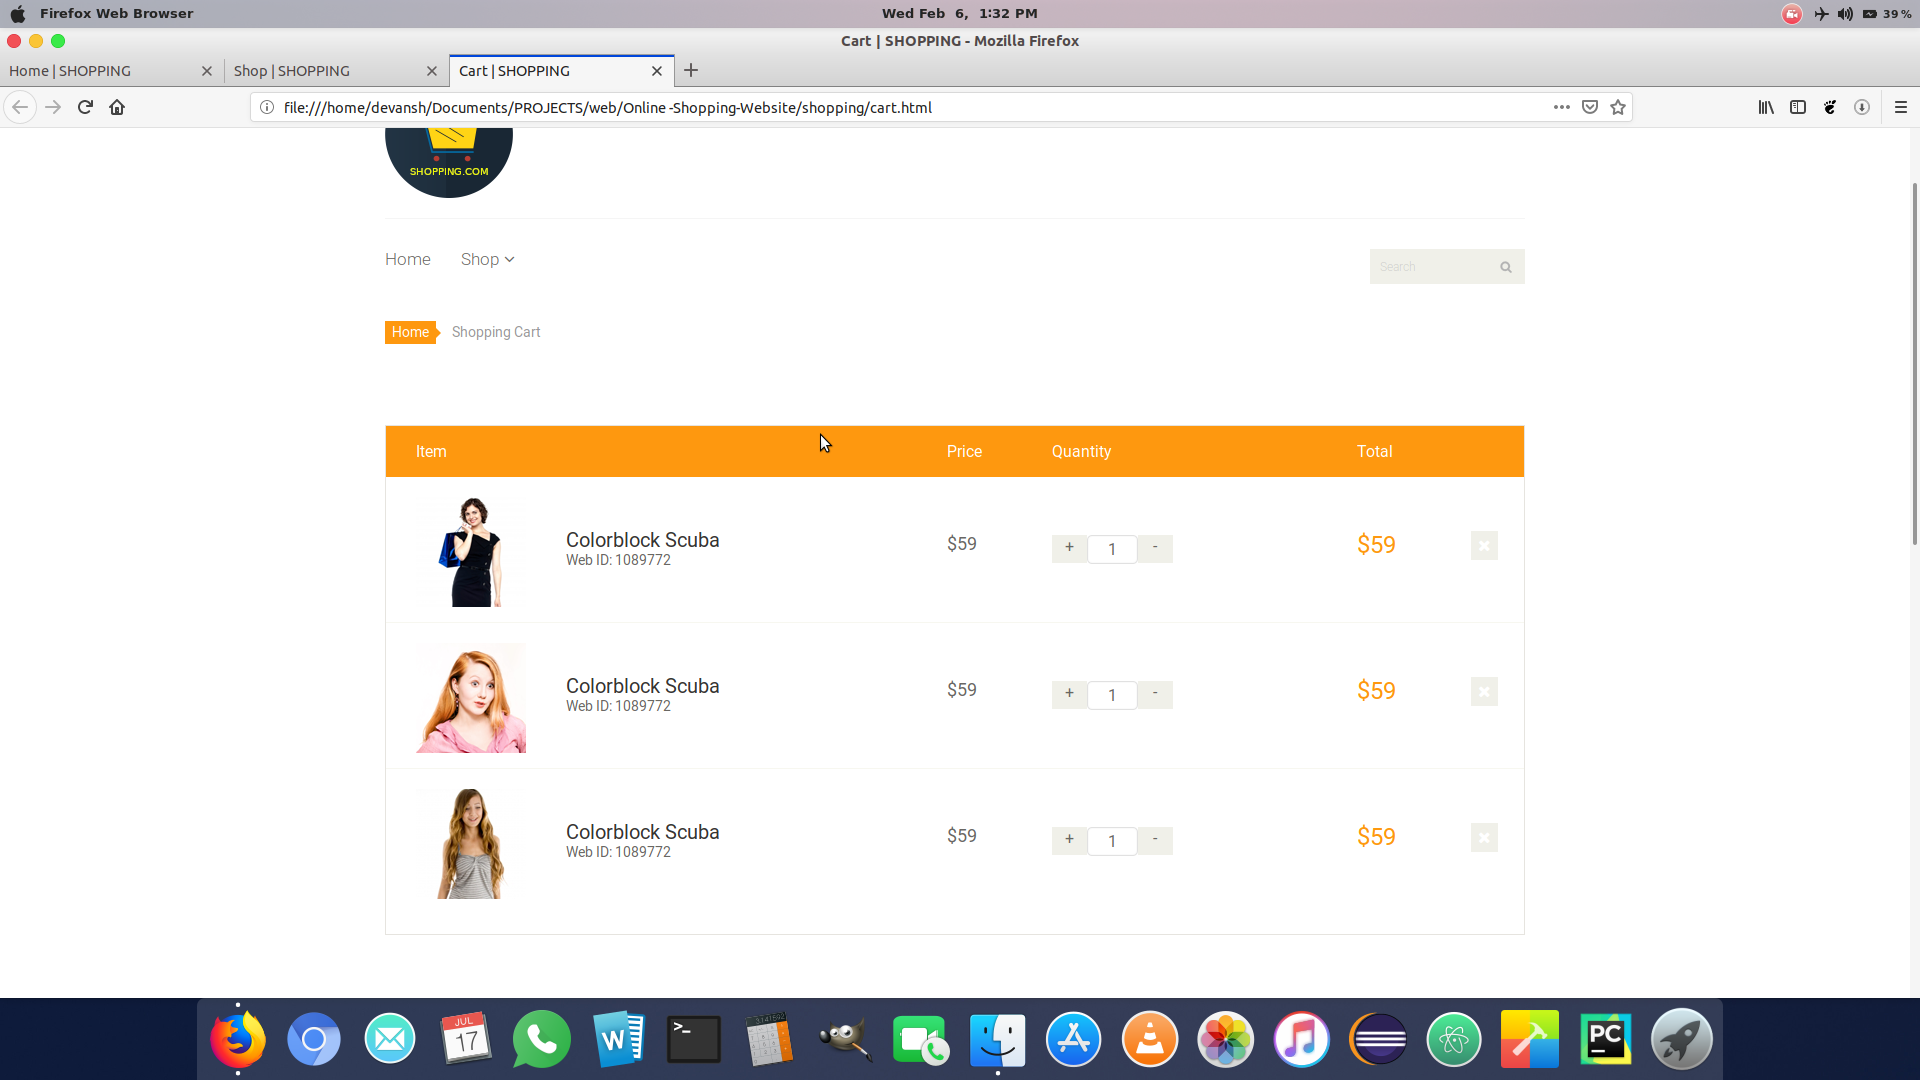 Firefox Web Browser
Wed Feb 6, 1:32 PM
39%
Cart | SHOPPING - Mozilla Firefox
Home | SHOPPING
Shop | SHOPPING
Cart | SHOPPING
file:///home/devansh/Documents/PROJECTS/web/Online-Shopping-Website/shopping/cart.html
SHOPPING.COM
Home
Shop
Search
Home
Shopping Cart
Item Price Quantity Total
Colorblock Scuba
Web ID: 1089772
$59
+ 1 -
$59
Colorblock Scuba
Web ID: 1089772
$59
+ 1 -
$59
Colorblock Scuba
Web ID: 1089772
$59
+ 1 -
$59
JUL
17
W
>_
PC